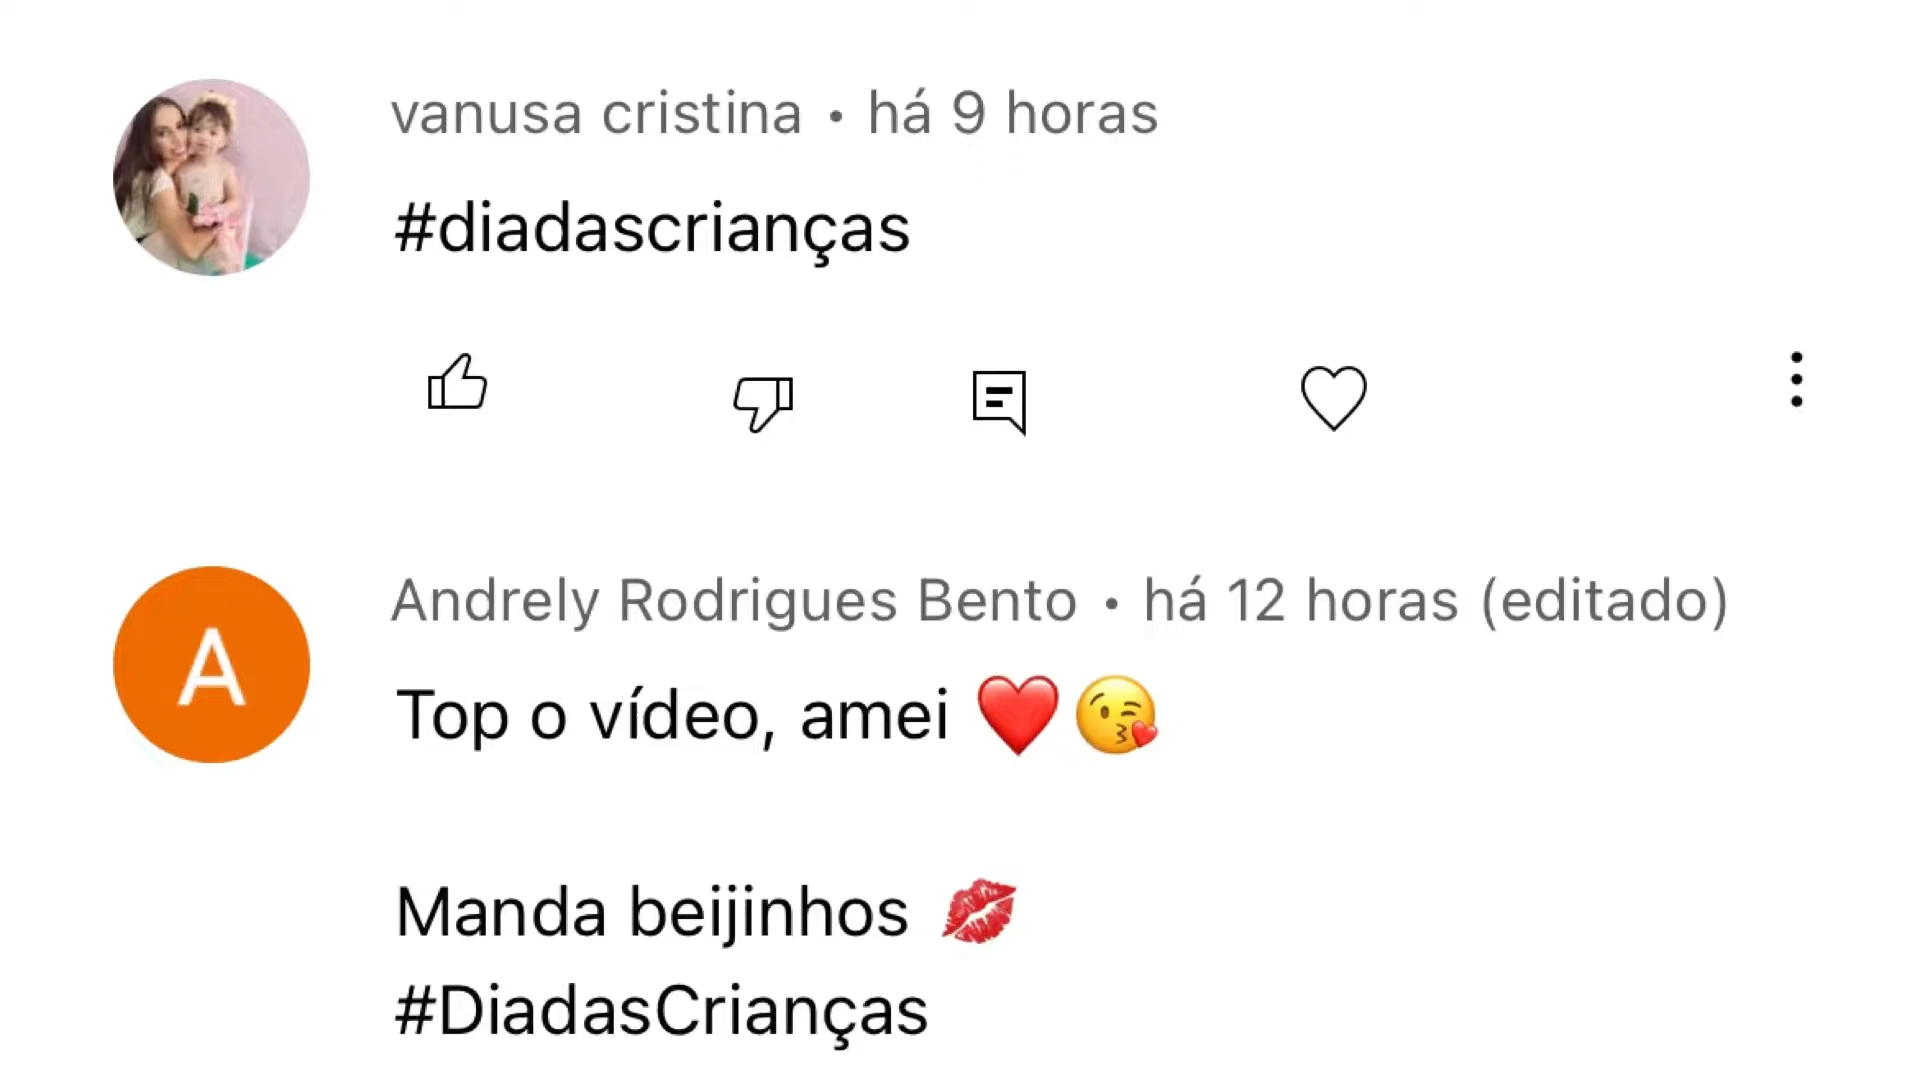 vanusa cristina • há 9 horas
#diadascrianças
A
Andrely Rodrigues Bento • há 12 horas (editado)
Top o vídeo, amei ❤️😘
Manda beijinhos 💋
#DiadasCrianças